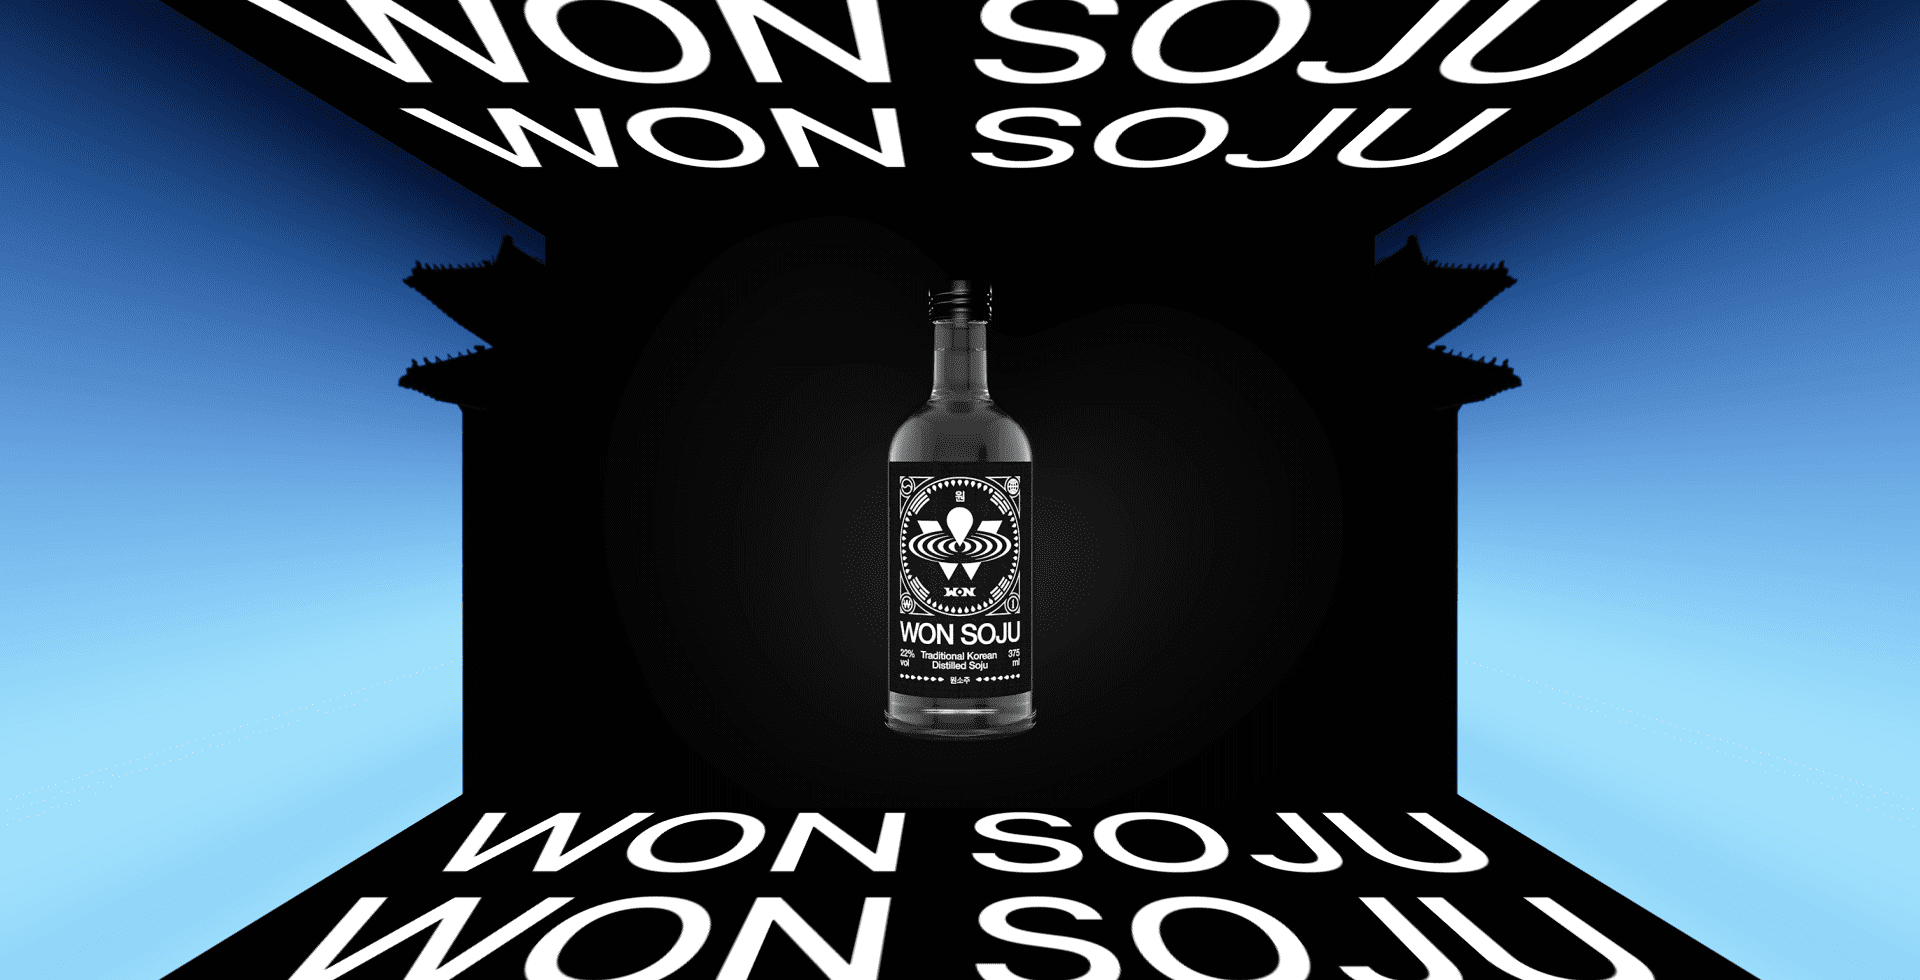 WON SOJU
WON SOJU
원
WON
WON SOJU
22% vol
Traditional Korean
Distilled Soju
375 ml
원소주
WON SOJU
WON SOJU